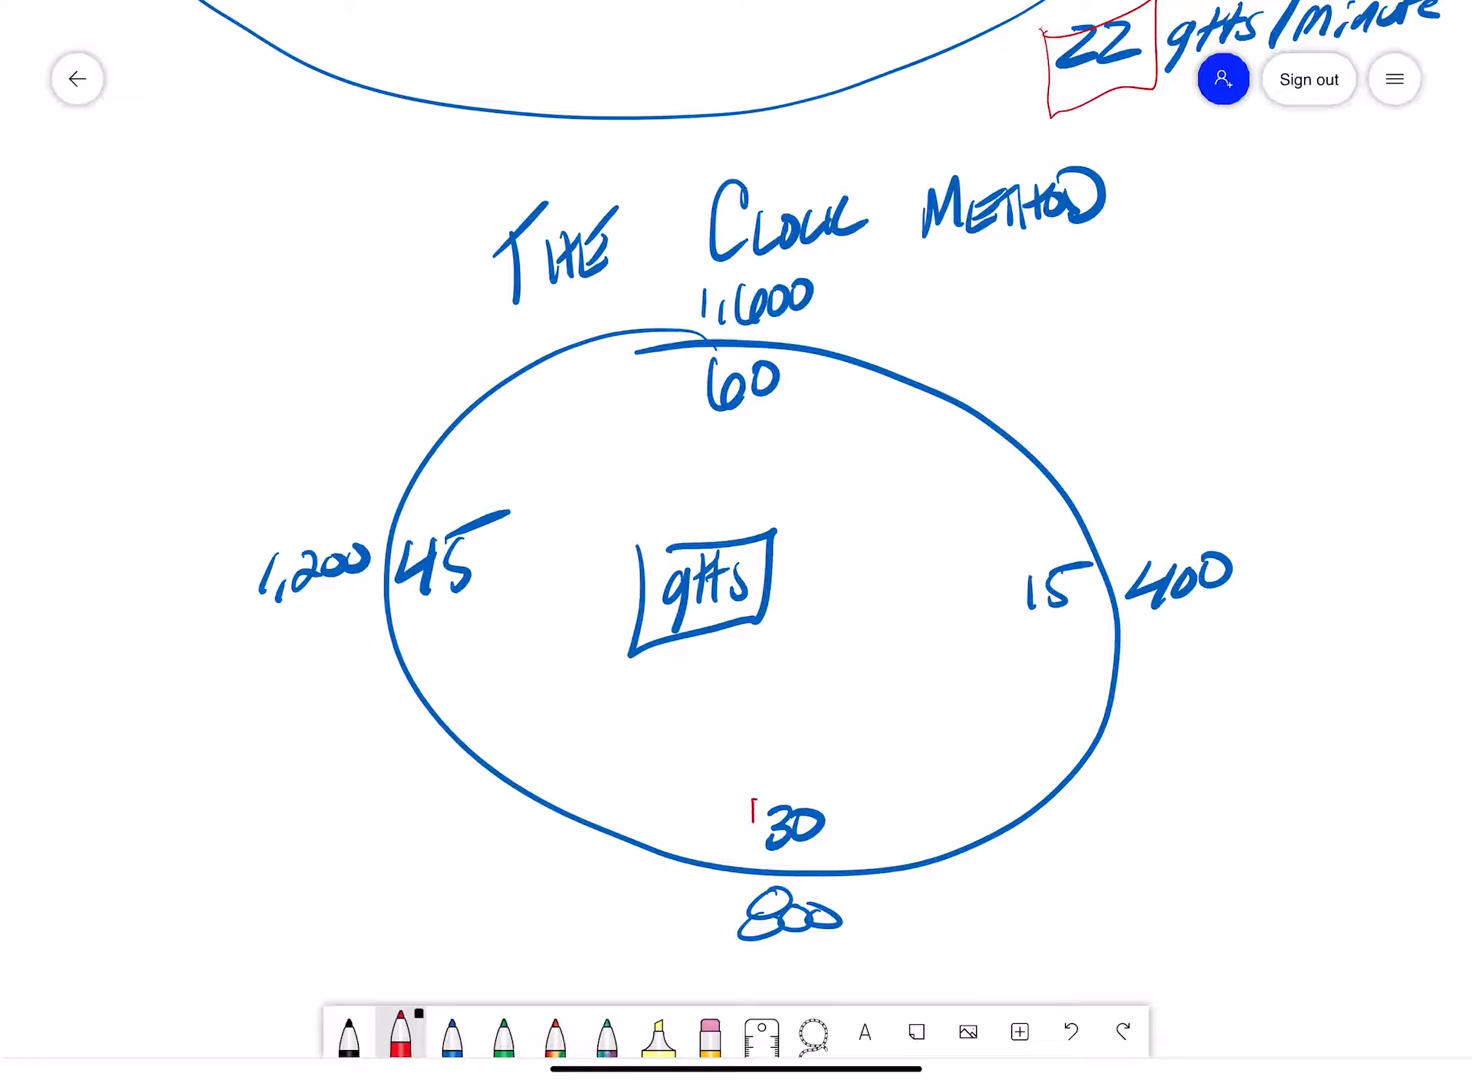 22 gtts/minute
Sign out
THE CLOCK METHOD
1,600
60
1,200 45 gtts 15 400
30
800
A